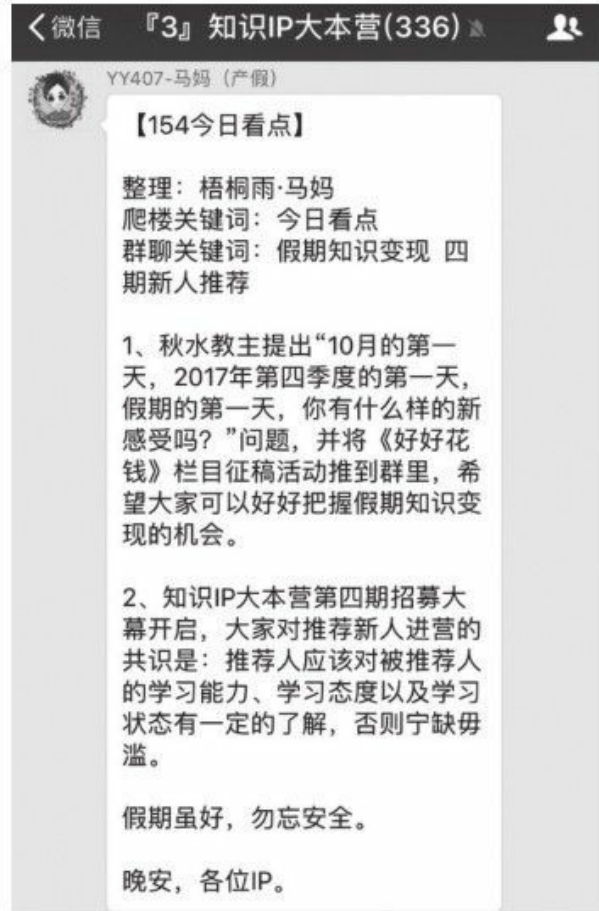 微信 『3』知识IP大本营(336)
YY407-马妈（产假）
【154今日看点】
整理：梧桐雨·马妈
爬楼关键词：今日看点
群聊关键词：假期知识变现 四
期新人推荐
1、秋水教主提出“10月的第一
天，2017年第四季度的第一天，
假期的第一天，你有什么样的新
感受吗？”问题，并将《好好花
钱》栏目征稿活动推到群里，希
望大家可以好好把握假期知识变
现的机会。
2、知识IP大本营第四期招募大
幕开启，大家对推荐新人进营的
共识是：推荐人应该对被推荐人
的学习能力、学习态度以及学习
状态有一定的了解，否则宁缺毋
滥。
假期虽好，勿忘安全。
晚安，各位IP。